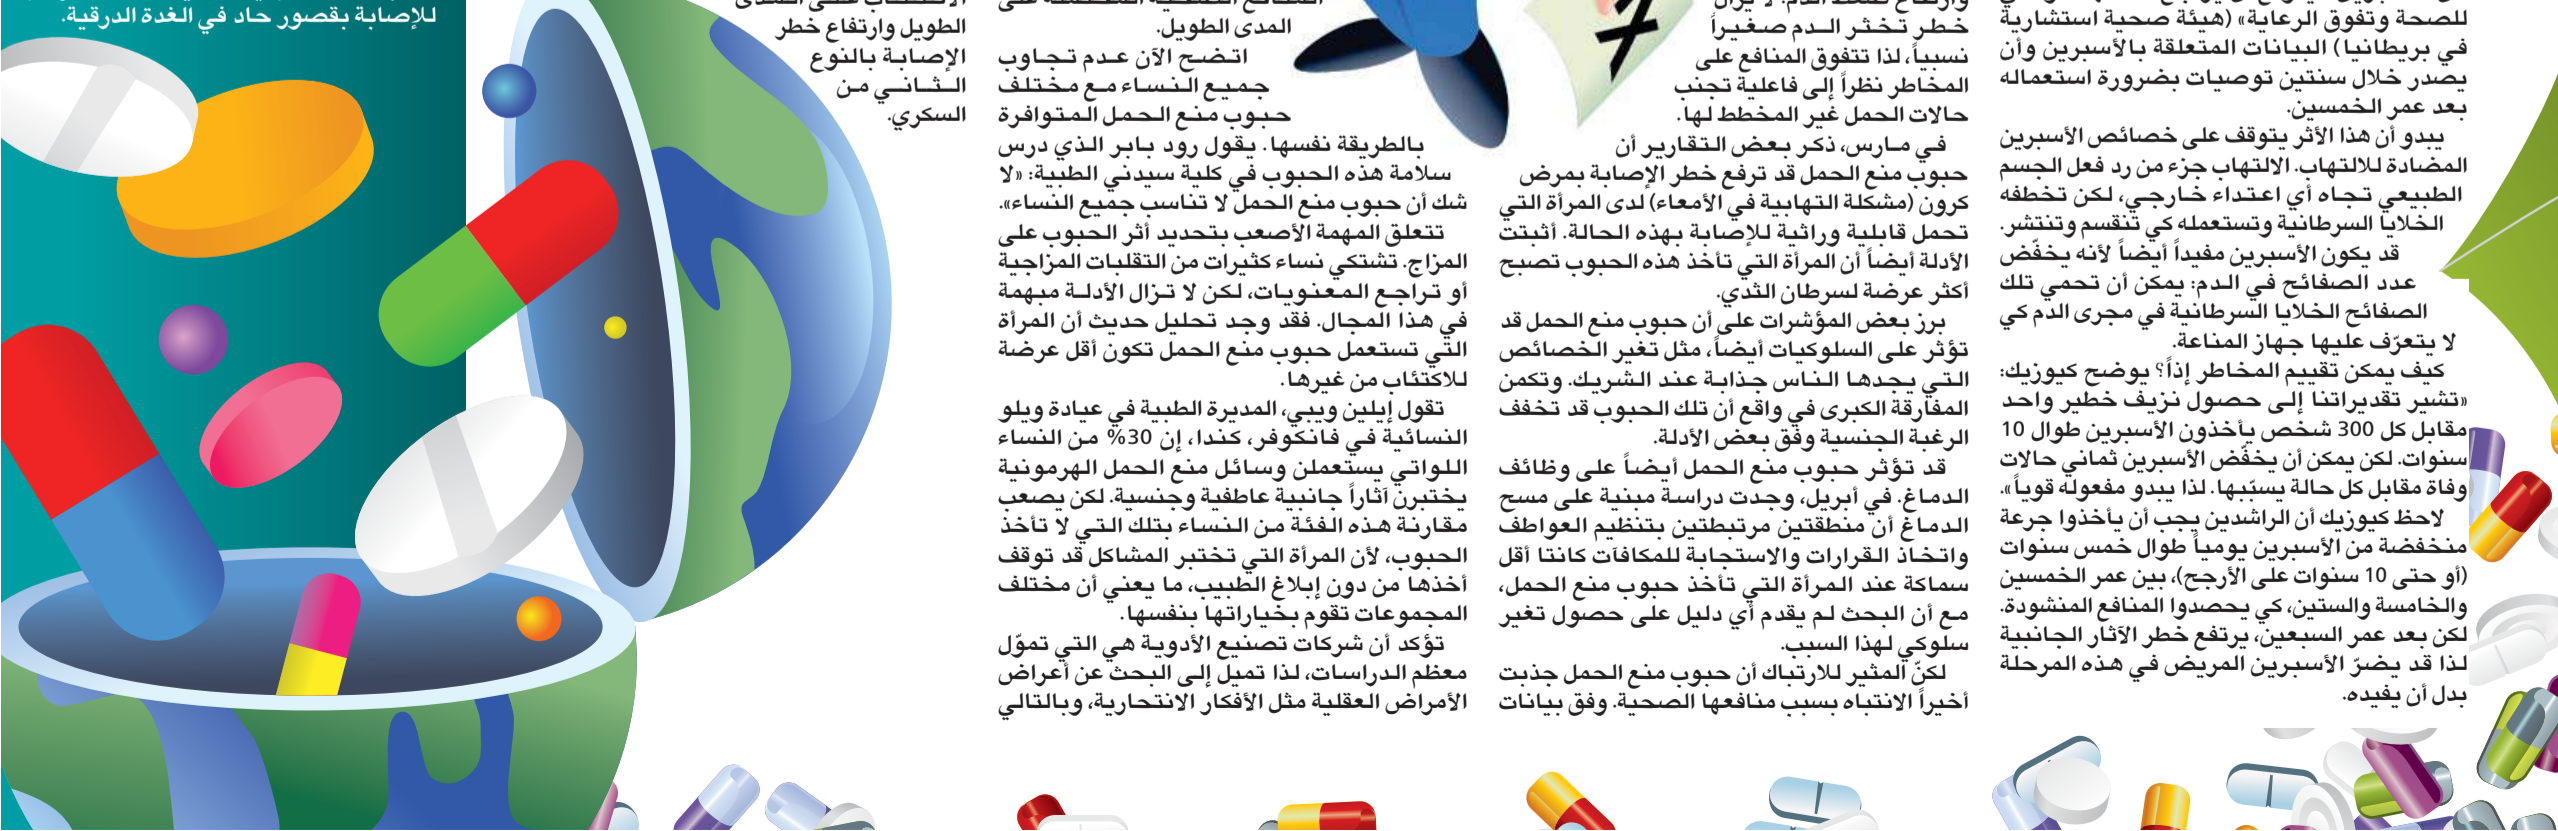 للصحة وتفوق الرعاية» (هيئة صحية استشارية
في بريطانيا) البيانات المتعلقة بالأسبرين وأن
يصدر خلال سنتين توصيات بضرورة استعماله
بعد عمر الخمسين.
يبدو أن هذا الأثر يتوقف على خصائص الأسبرين
المضادة للالتهاب. الالتهاب جزء من رد فعل الجسم
الطبيعي تجاه أي اعتداء خارجي، لكن تخطفه
الخلايا السرطانية وتستعمله كي تنقسم وتنتشر.
قد يكون الأسبرين مفيداً أيضاً لأنه يخفّض
عدد الصفائح في الدم: يمكن أن تحمي تلك
الصفائح الخلايا السرطانية في مجرى الدم كي
لا يتعرّف عليها جهاز المناعة.
كيف يمكن تقييم المخاطر إذاً؟ يوضح كيوزيك:
«تشير تقديراتنا إلى حصول نزيف خطير واحد
مقابل كل 300 شخص يأخذون الأسبرين طوال 10
سنوات. لكن يمكن أن يخفّض الأسبرين ثماني حالات
وفاة مقابل كل حالة يسبّبها. لذا يبدو مفعوله قوياً».
لاحظ كيوزيك أن الراشدين يجب أن يأخذوا جرعة
منخفضة من الأسبرين يومياً طوال خمس سنوات
(أو حتى 10 سنوات على الأرجح)، بين عمر الخمسين
والخامسة والستين، كي يحصدوا المنافع المنشودة.
لكن بعد عمر السبعين، يرتفع خطر الآثار الجانبية
لذا قد يضرّ الأسبرين المريض في هذه المرحلة
بدل أن يفيده.
وارتفاع ضغط الدم. لا يزال
خطر تخثر الدم صغيراً
نسبياً، لذا تتفوق المنافع على
المخاطر نظراً إلى فاعلية تجنب
حالات الحمل غير المخطط لها.
في مارس، ذكر بعض التقارير أن
حبوب منع الحمل قد ترفع خطر الإصابة بمرض
كرون (مشكلة التهابية في الأمعاء) لدى المرأة التي
تحمل قابلية وراثية للإصابة بهذه الحالة. أثبتت
الأدلة أيضاً أن المرأة التي تأخذ هذه الحبوب تصبح
أكثر عرضة لسرطان الثدي.
برز بعض المؤشرات على أن حبوب منع الحمل قد
تؤثر على السلوكيات أيضاً، مثل تغير الخصائص
التي يجدها الناس جذابة عند الشريك. وتكمن
المفارقة الكبرى في واقع أن تلك الحبوب قد تخفف
الرغبة الجنسية وفق بعض الأدلة.
قد تؤثر حبوب منع الحمل أيضاً على وظائف
الدماغ. في أبريل، وجدت دراسة مبنية على مسح
الدماغ أن منطقتين مرتبطتين بتنظيم العواطف
واتخاذ القرارات والاستجابة للمكافآت كانتا أقل
سماكة عند المرأة التي تأخذ حبوب منع الحمل،
مع أن البحث لم يقدم أي دليل على حصول تغير
سلوكي لهذا السبب.
لكنّ المثير للارتباك أن حبوب منع الحمل جذبت
أخيراً الانتباه بسبب منافعها الصحية. وفق بيانات
المدى الطويل.
اتضح الآن عدم تجاوب
جميع النساء مع مختلف
حبوب منع الحمل المتوافرة
بالطريقة نفسها. يقول رود بابر الذي درس
سلامة هذه الحبوب في كلية سيدني الطبية: «لا
شك أن حبوب منع الحمل لا تناسب جميع النساء».
تتعلق المهمة الأصعب بتحديد أثر الحبوب على
المزاج. تشتكي نساء كثيرات من التقلبات المزاجية
أو تراجع المعنويات، لكن لا تزال الأدلة مبهمة
في هذا المجال. فقد وجد تحليل حديث أن المرأة
التي تستعمل حبوب منع الحمل تكون أقل عرضة
للاكتئاب من غيرها.
تقول إيلين ويبي، المديرة الطبية في عيادة ويلو
النسائية في فانكوفر، كندا، إن 30% من النساء
اللواتي يستعملن وسائل منع الحمل الهرمونية
يختبرن آثاراً جانبية عاطفية وجنسية. لكن يصعب
مقارنة هذه الفئة من النساء بتلك التي لا تأخذ
الحبوب، لأن المرأة التي تختبر المشاكل قد توقف
أخذها من دون إبلاغ الطبيب، ما يعني أن مختلف
المجموعات تقوم بخياراتها بنفسها.
تؤكد أن شركات تصنيع الأدوية هي التي تموّل
معظم الدراسات، لذا تميل إلى البحث عن أعراض
الأمراض العقلية مثل الأفكار الانتحارية، وبالتالي
الطويل وارتفاع خطر
الإصابة بالنوع
الثاني من
السكري.
للإصابة بقصور حاد في الغدة الدرقية.